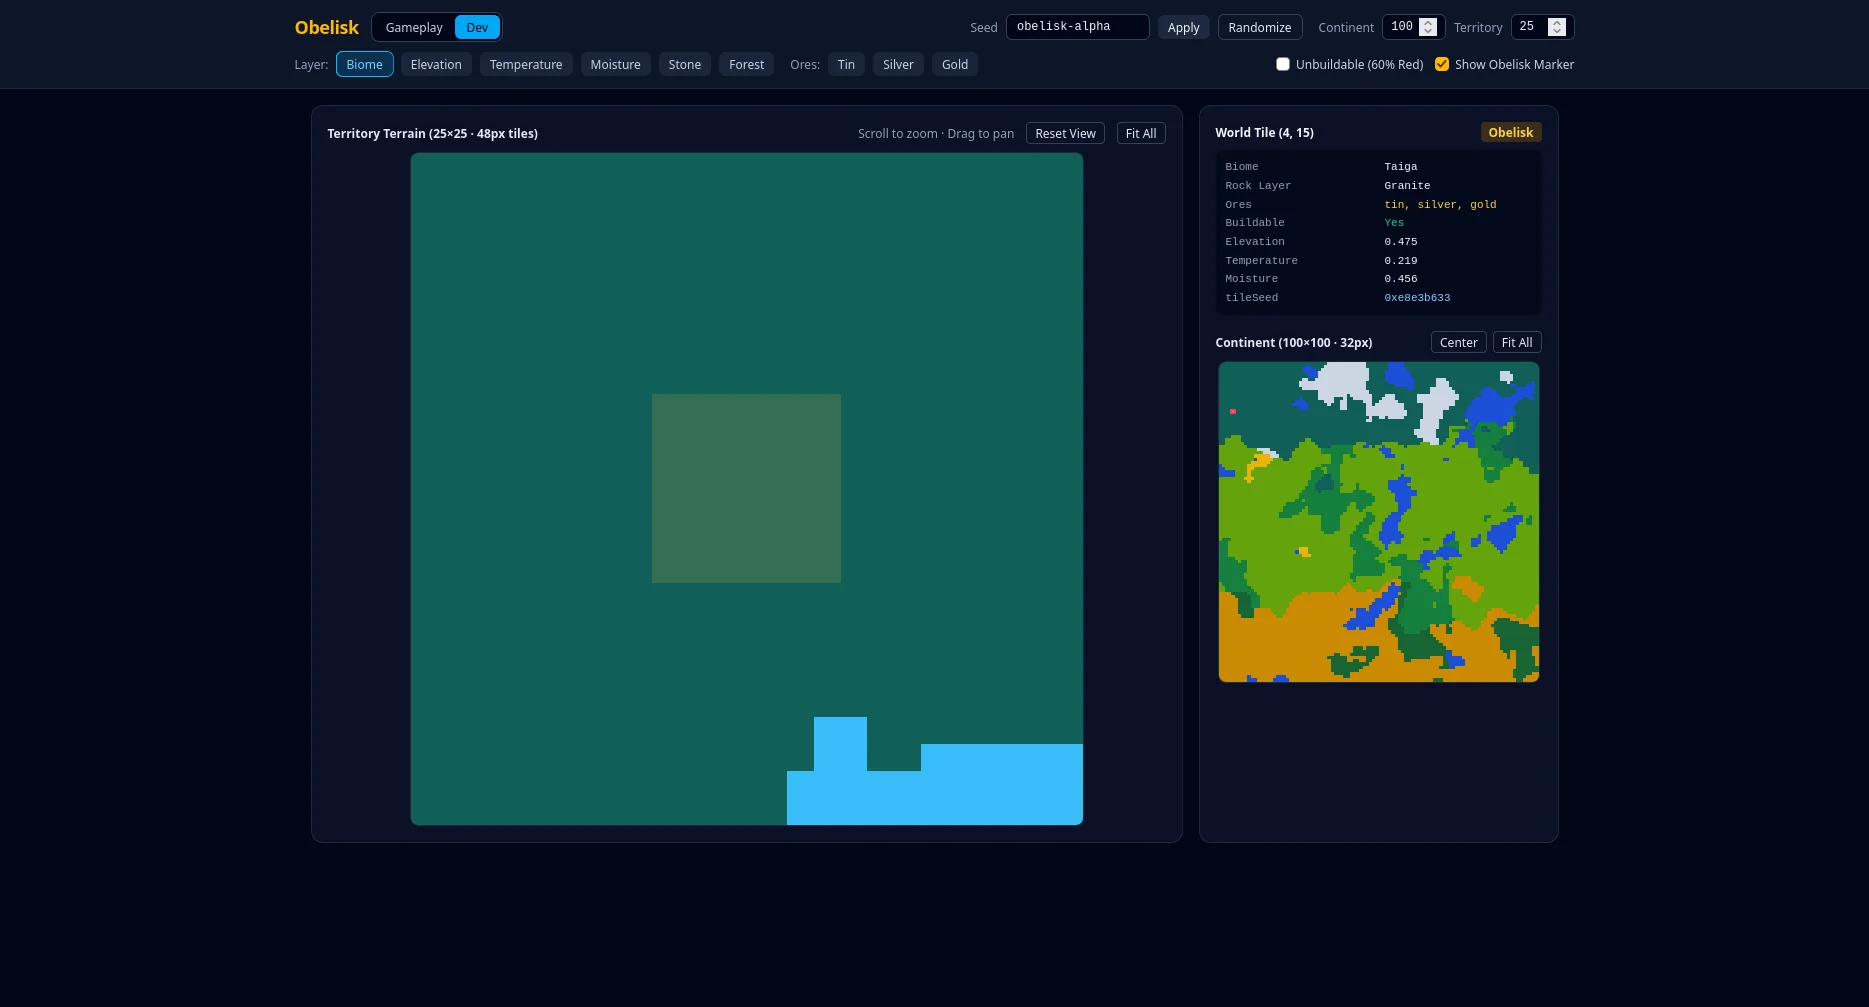 Obelisk Gameplay Dev Seed obelisk-alpha Apply Randomize Continent 100 Territory 25
Layer: Biome Elevation Temperature Moisture Stone Forest Ores: Tin Silver Gold Unbuildable (60% Red) Show Obelisk Marker
Territory Terrain (25×25 · 48px tiles) Scroll to zoom · Drag to pan Reset View Fit All
World Tile (4, 15) Obelisk
Biome Taiga
Rock Layer Granite
Ores tin, silver, gold
Buildable Yes
Elevation 0.475
Temperature 0.219
Moisture 0.456
tileSeed 0xe8e3b633
Continent (100×100 · 32px) Center Fit All